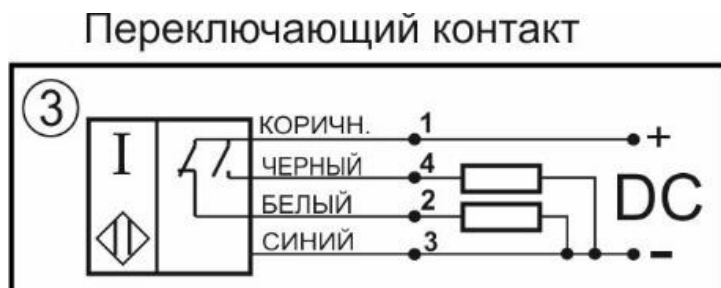 Переключающий контакт
3
I
КОРИЧН. 1 +
ЧЕРНЫЙ 4
DC
БЕЛЫЙ 2
СИНИЙ 3 -